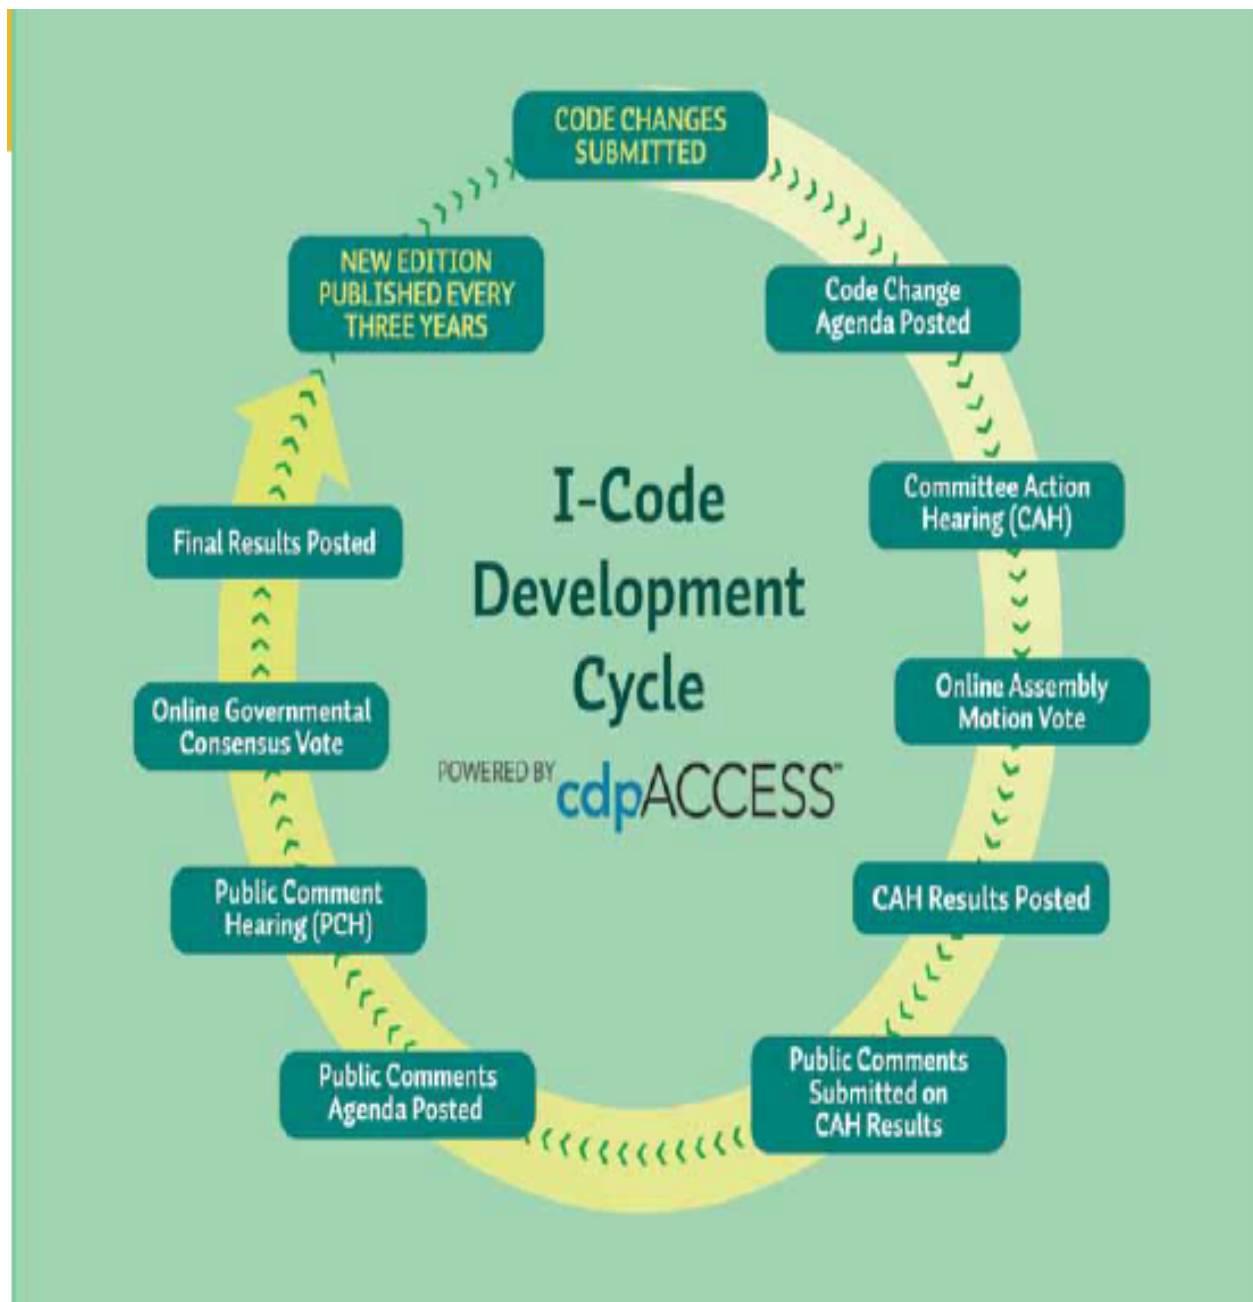 CODE CHANGES
SUBMITTED
Code Change
Agenda Posted
Committee Action
Hearing (CAH)
Online Assembly
Motion Vote
CAH Results Posted
Public Comments
Submitted on
CAH Results
Public Comments
Agenda Posted
Public Comment
Hearing (PCH)
Online Governmental
Consensus Vote
Final Results Posted
NEW EDITION
PUBLISHED EVERY
THREE YEARS
I-Code
Development
Cycle
POWERED BY cdpACCESS™